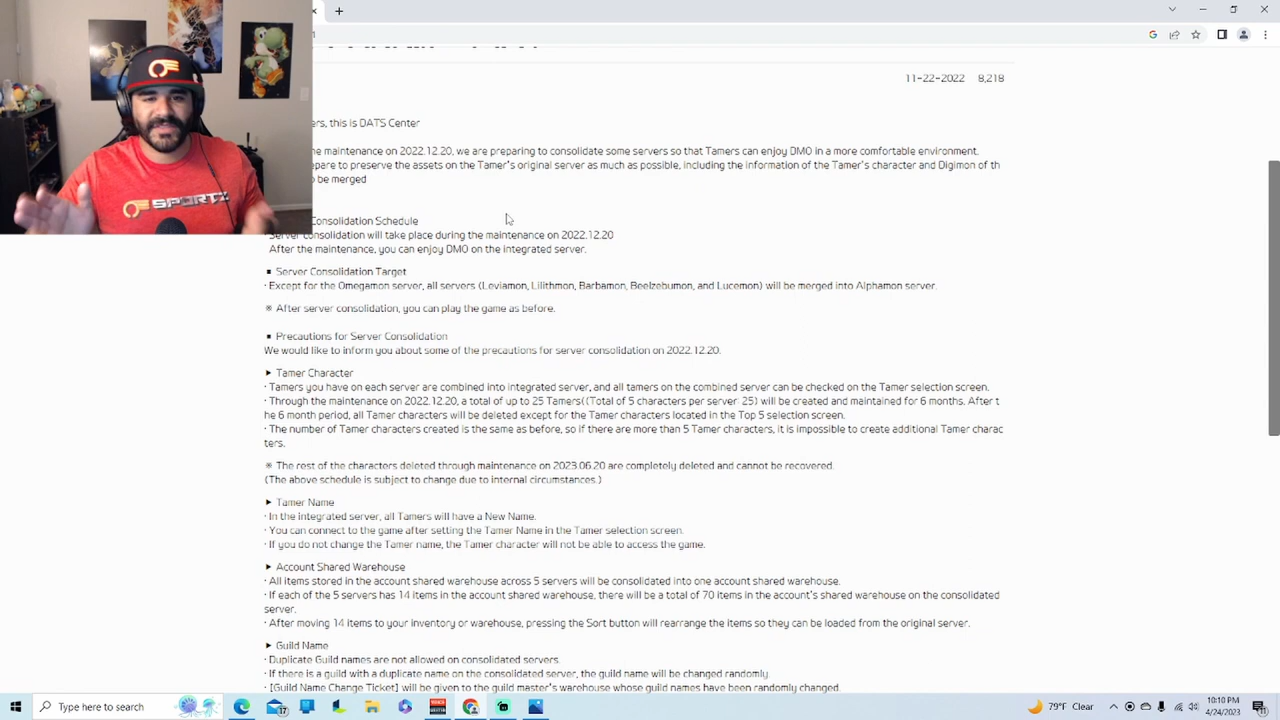 11-22-2022 8,218
ers, this is DATS Center
he maintenance on 2022.12.20, we are preparing to consolidate some servers so that Tamers can enjoy DMO in a more comfortable environment.
epare to preserve the assets on the Tamer's original server as much as possible, including the information of the Tamer's character and Digimon of th
o be merged
Consolidation Schedule
· Server consolidation will take place during the maintenance on 2022.12.20
After the maintenance, you can enjoy DMO on the integrated server.
■ Server Consolidation Target
· Except for the Omegamon server, all servers (Leviamon, Lilithmon, Barbamon, Beelzebumon, and Lucemon) will be merged into Alphamon server.
※ After server consolidation, you can play the game as before.
■ Precautions for Server Consolidation
We would like to inform you about some of the precautions for server consolidation on 2022.12.20.
► Tamer Character
· Tamers you have on each server are combined into integrated server, and all tamers on the combined server can be checked on the Tamer selection screen.
· Through the maintenance on 2022.12.20, a total of up to 25 Tamers((Total of 5 characters per server: 25) will be created and maintained for 6 months. After t
he 6 month period, all Tamer characters will be deleted except for the Tamer characters located in the Top 5 selection screen.
· The number of Tamer characters created is the same as before, so if there are more than 5 Tamer characters, it is impossible to create additional Tamer charac
ters.
※ The rest of the characters deleted through maintenance on 2023.06.20 are completely deleted and cannot be recovered.
(The above schedule is subject to change due to internal circumstances.)
► Tamer Name
· In the integrated server, all Tamers will have a New Name.
· You can connect to the game after setting the Tamer Name in the Tamer selection screen.
· If you do not change the Tamer name, the Tamer character will not be able to access the game.
► Account Shared Warehouse
· All items stored in the account shared warehouse across 5 servers will be consolidated into one account shared warehouse.
· If each of the 5 servers has 14 items in the account shared warehouse, there will be a total of 70 items in the account's shared warehouse on the consolidated
server.
· After moving 14 items to your inventory or warehouse, pressing the Sort button will rearrange the items so they can be loaded from the original server.
► Guild Name
· Duplicate Guild names are not allowed on consolidated servers.
· If there is a guild with a duplicate name on the consolidated server, the guild name will be changed randomly.
· [Guild Name Change Ticket] will be given to the guild master's warehouse whose guild names have been randomly changed.
SPORTS
Type here to search
17
79°F Clear
10:10 PM
4/24/2023